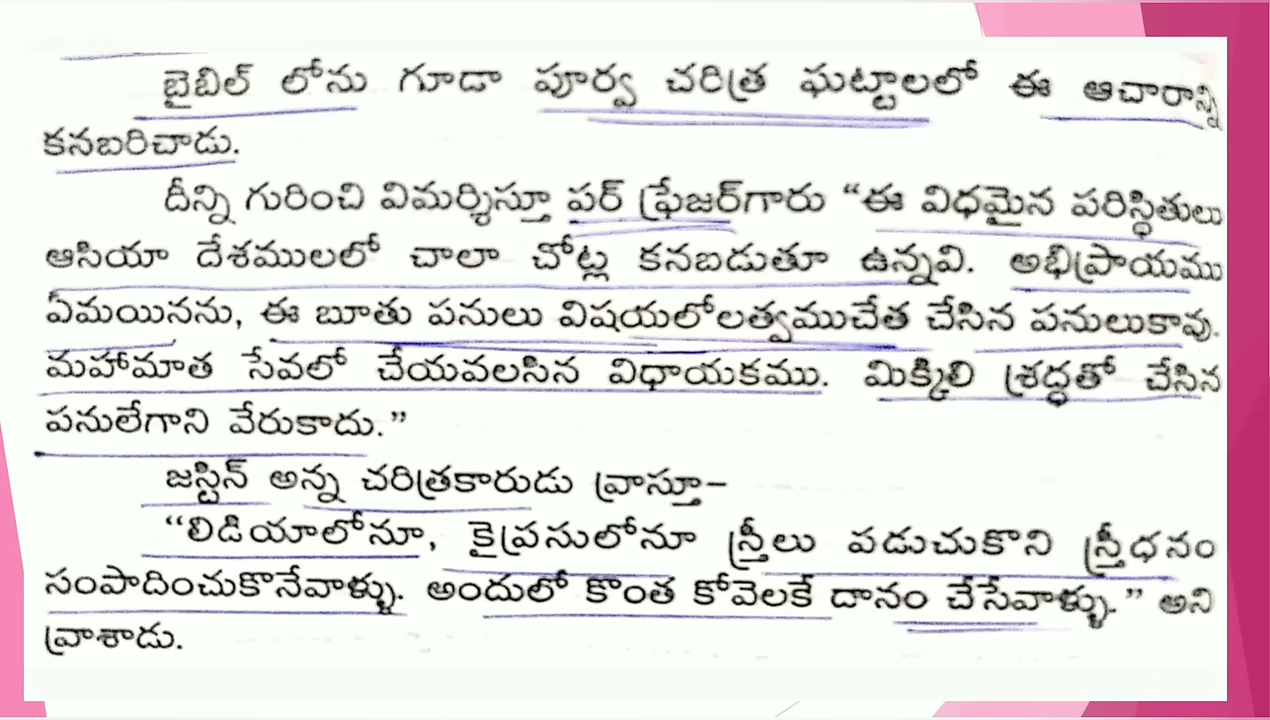 బైబిల్ లోను గూడా పూర్వ చరిత్ర ఘట్టాలలో ఈ ఆచారాన్ని
కనబరిచాడు.
దీన్ని గురించి విమర్శిస్తూ పర్ ఫ్రేజర్‌గారు “ఈ విధమైన పరిస్థితులు
ఆసియా దేశములలో చాలా చోట్ల కనబడుతూ ఉన్నవి. అభిప్రాయము
ఏమయినను, ఈ బూతు పనులు విషయలోలత్వముచేత చేసిన పనులుకావు.
మహామాత సేవలో చేయవలసిన విధాయకము. మిక్కిలి శ్రద్ధతో చేసిన
పనులేగాని వేరుకాదు.”
జస్టిన్ అన్న చరిత్రకారుడు వ్రాస్తూ–
“లిడియాలోనూ, కైప్రసులోనూ స్త్రీలు పడుచుకొని స్త్రీధనం
సంపాదించుకొనేవాళ్ళు. అందులో కొంత కోవెలకే దానం చేసేవాళ్ళు.” అని
వ్రాశాడు.